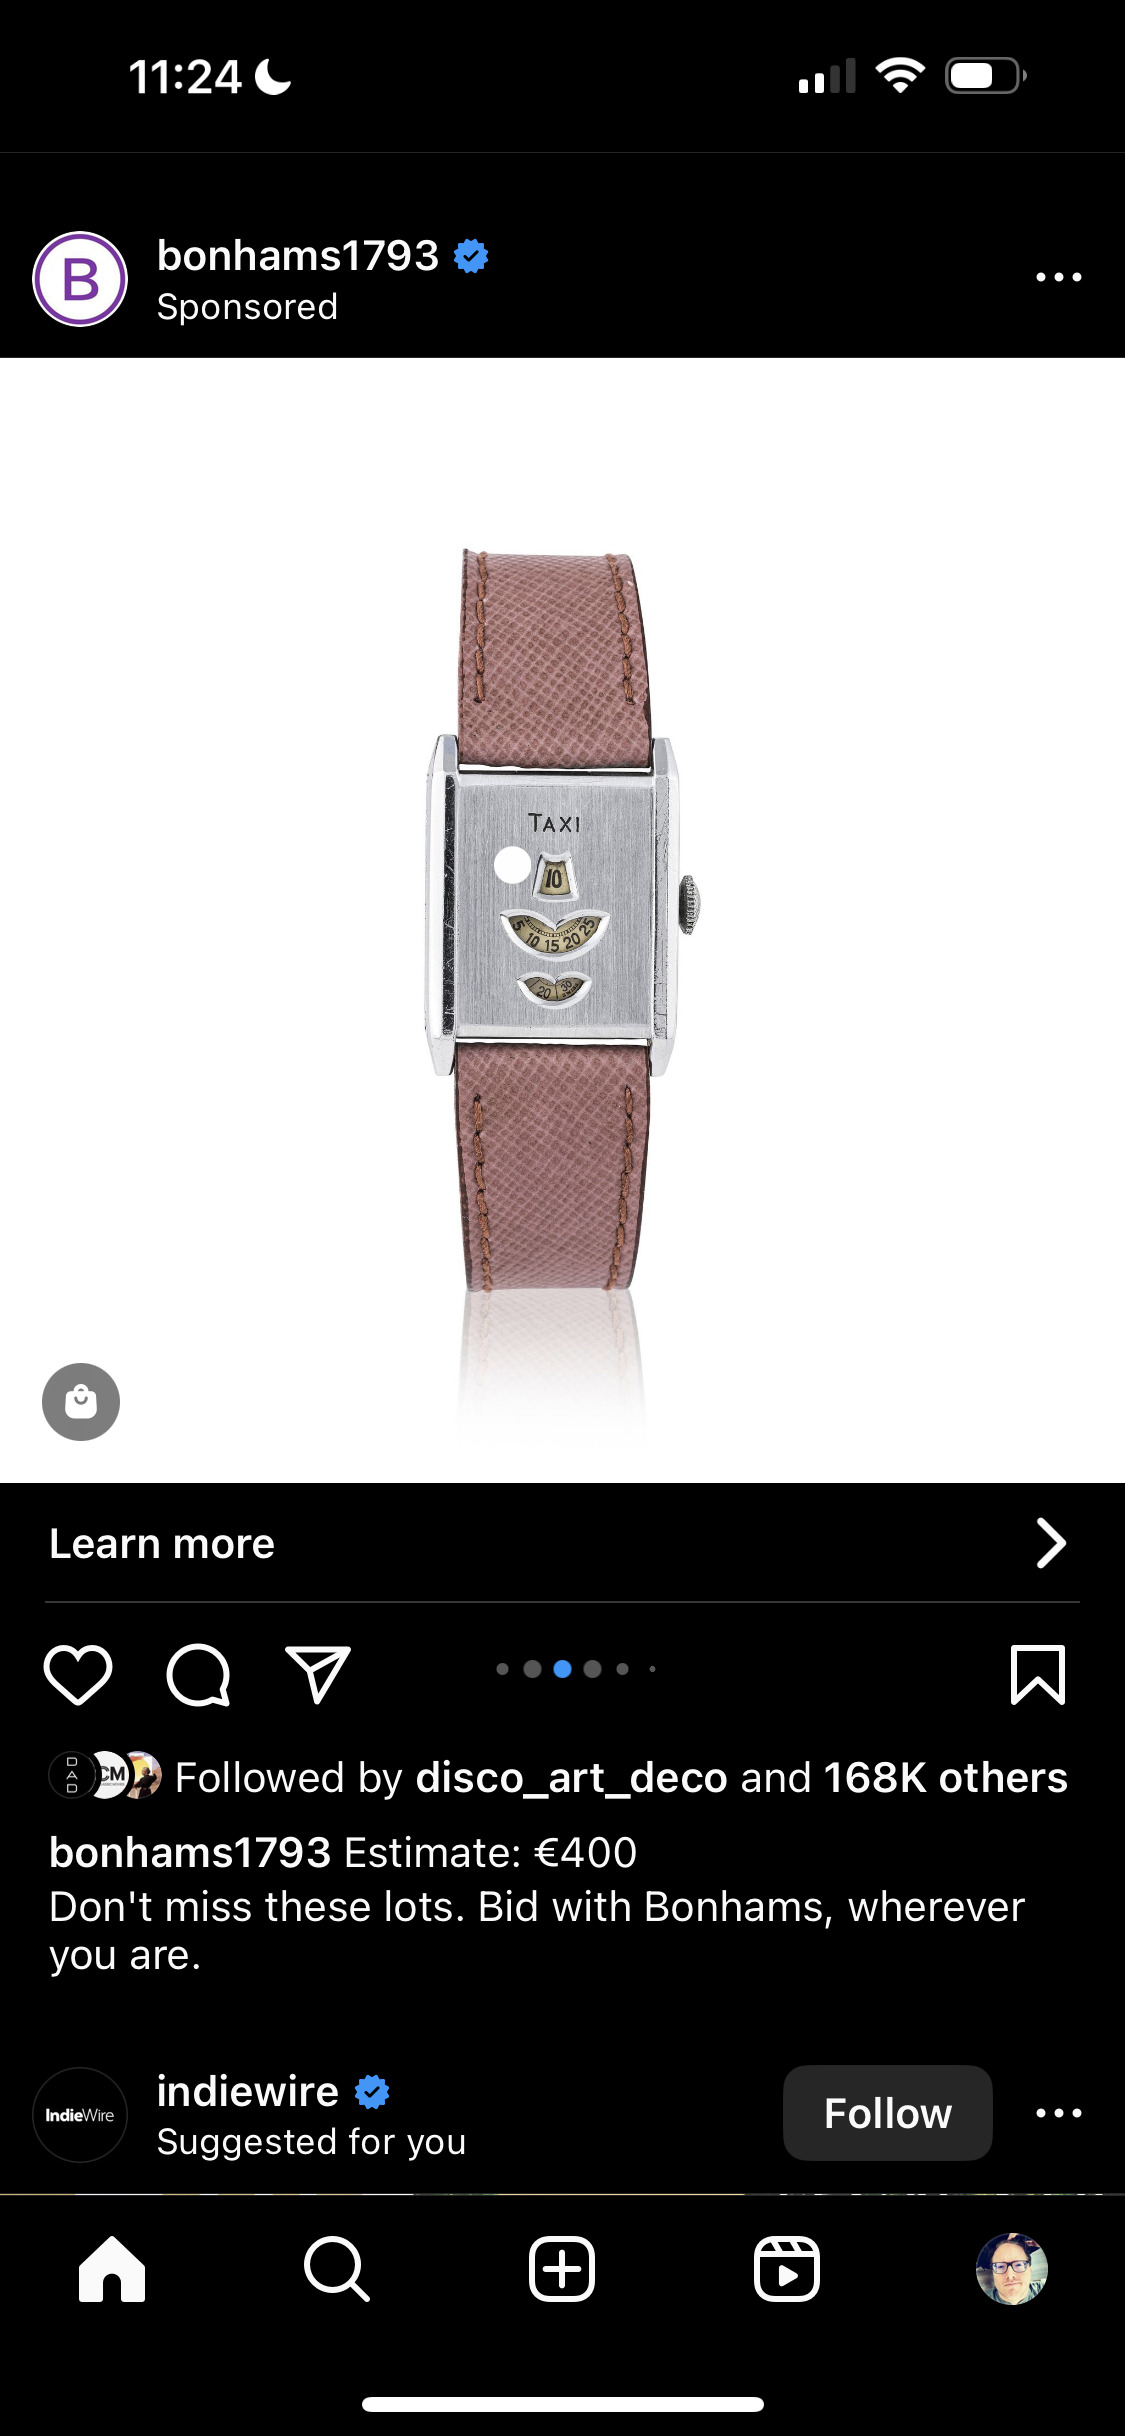 11:24
B
bonhams1793
Sponsored
TAXI
10
5 10 15 20 25
20 30
Learn more
DAD
CM
Followed by disco_art_deco and 168K others
bonhams1793 Estimate: €400
Don't miss these lots. Bid with Bonhams, wherever
you are.
IndieWire
indiewire
Suggested for you
Follow